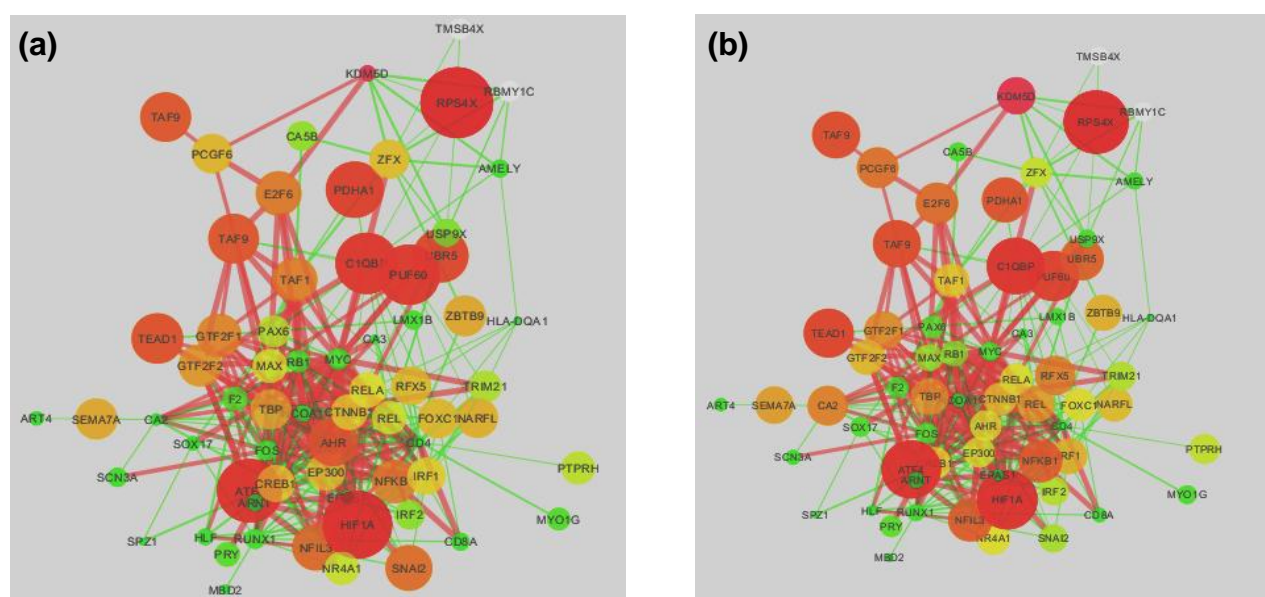 (a)
TMSB4X
KDM5D
RBMY1C
RPS4X
TAF9
CA5B
PCGF6
ZFX
AMELY
E2F6
PDHA1
TAF9
USP9X
UBR5
C1QBP
PUF60
TAF1
ZBTB9
LMX1B
HLA-DQA1
TEAD1
GTF2F1
PAX6
CA3
MYC
RB1
GTF2F2
MAX
RELA
RFX5
TRIM21
F2
TBP
COA1
CTNNB1
REL
FOXC1
NARFL
ART4
SEMA7A
CA2
SOX17
FOS
AHR
CD4
EP300
IRF1
PTPRH
SCN3A
CREB1
NFKB
HIF1A
IRF2
MYO1G
SPZ1
HLF
RUNX1
CD8A
PRY
NFIL3
NR4A1
SNAI2
MBD2
(b)
TMSB4X
KDM5D
RBMY1C
RPS4X
TAF9
CA5B
PCGF6
ZFX
AMELY
E2F6
PDHA1
TAF9
USP9X
UBR5
C1QBP
UF60
TAF1
ZBTB9
LMX1B
HLA-DQA1
TEAD1
GTF2F1
PAX6
CA3
MYC
RB1
GTF2F2
MAX
RELA
RFX5
TRIM21
F2
TBP
COA1
CTNNB1
REL
FOXC1
NARFL
ART4
SEMA7A
CA2
SOX17
FOS
AHR
CD4
EP300
RF1
PTPRH
SCN3A
ATF4
ARNT
NFKB1
EPAS1
HIF1A
IRF2
MYO1G
SPZ1
HLF
RUNX1
CD8A
PRY
NFIL3
NR4A1
SNAI2
MBD2